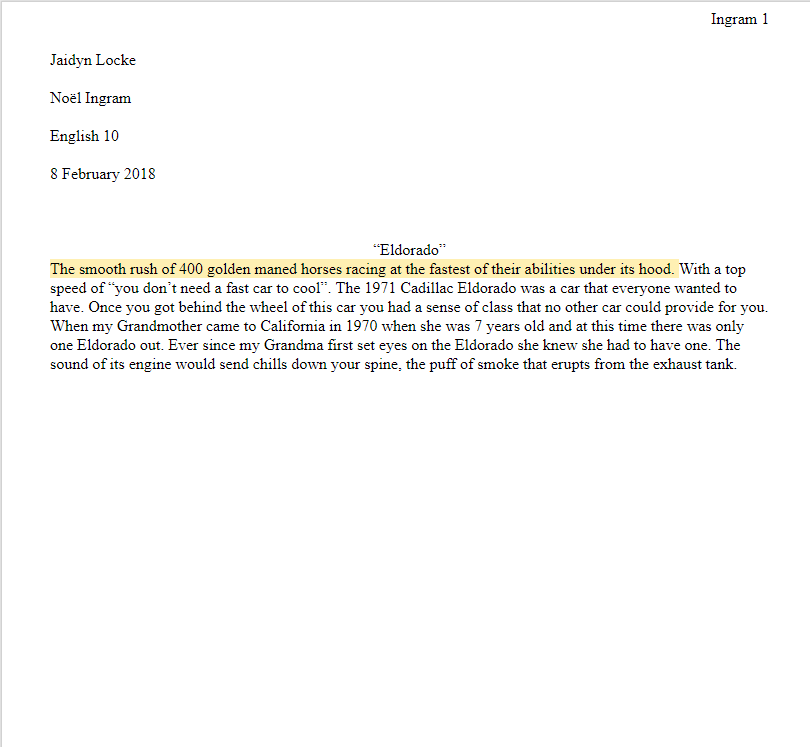 Ingram 1
Jaidyn Locke
Noël Ingram
English 10
8 February 2018
“Eldorado”
The smooth rush of 400 golden maned horses racing at the fastest of their abilities under its hood. With a top
speed of “you don’t need a fast car to cool”. The 1971 Cadillac Eldorado was a car that everyone wanted to
have. Once you got behind the wheel of this car you had a sense of class that no other car could provide for you.
When my Grandmother came to California in 1970 when she was 7 years old and at this time there was only
one Eldorado out. Ever since my Grandma first set eyes on the Eldorado she knew she had to have one. The
sound of its engine would send chills down your spine, the puff of smoke that erupts from the exhaust tank.